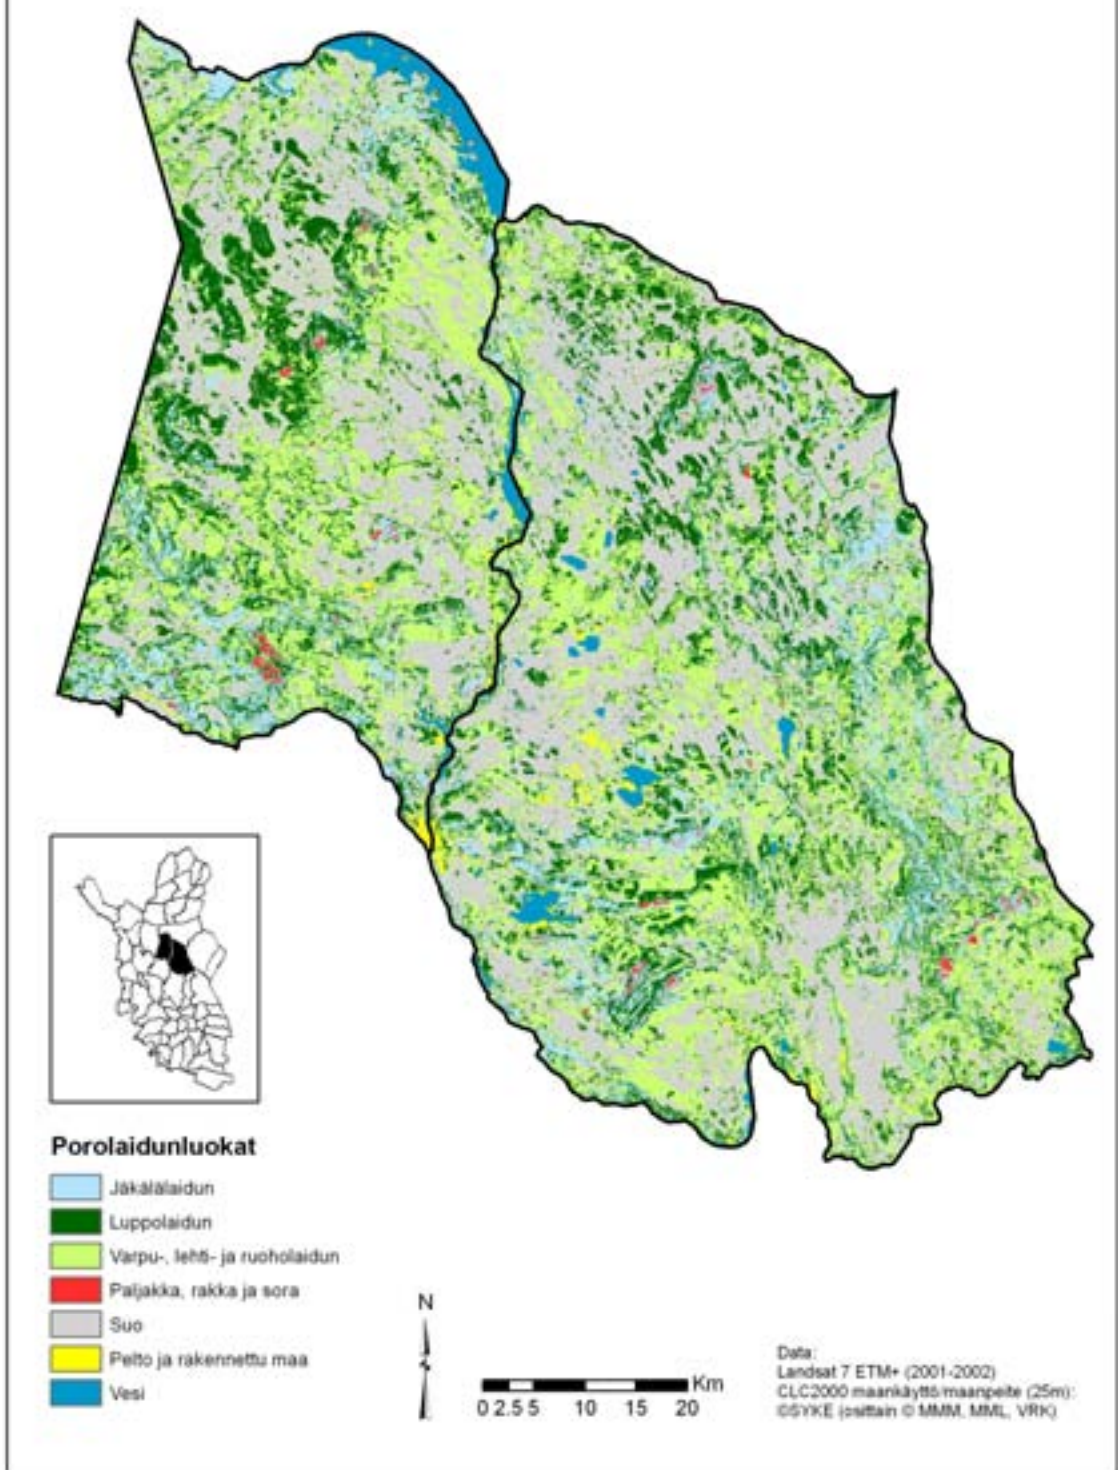 Porolaidunluokat
Jäkälälaidun
Luppolaidun
Varpu-, lehti- ja ruoholaidun
Paljakka, rakka ja sora
Suo
Pelto ja rakennettu maa
Vesi
N
Km
0 2.5 5 10 15 20
Data:
Landsat 7 ETM+ (2001-2002)
CLC2000 maankäyttö/maanpeite (25m):
©SYKE (osittain © MMM, MML, VRK)